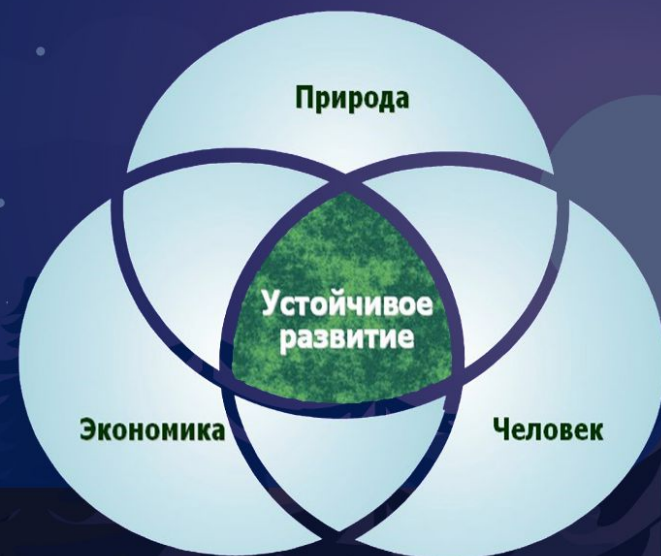 Природа
Устойчивое
развитие
Экономика
Человек